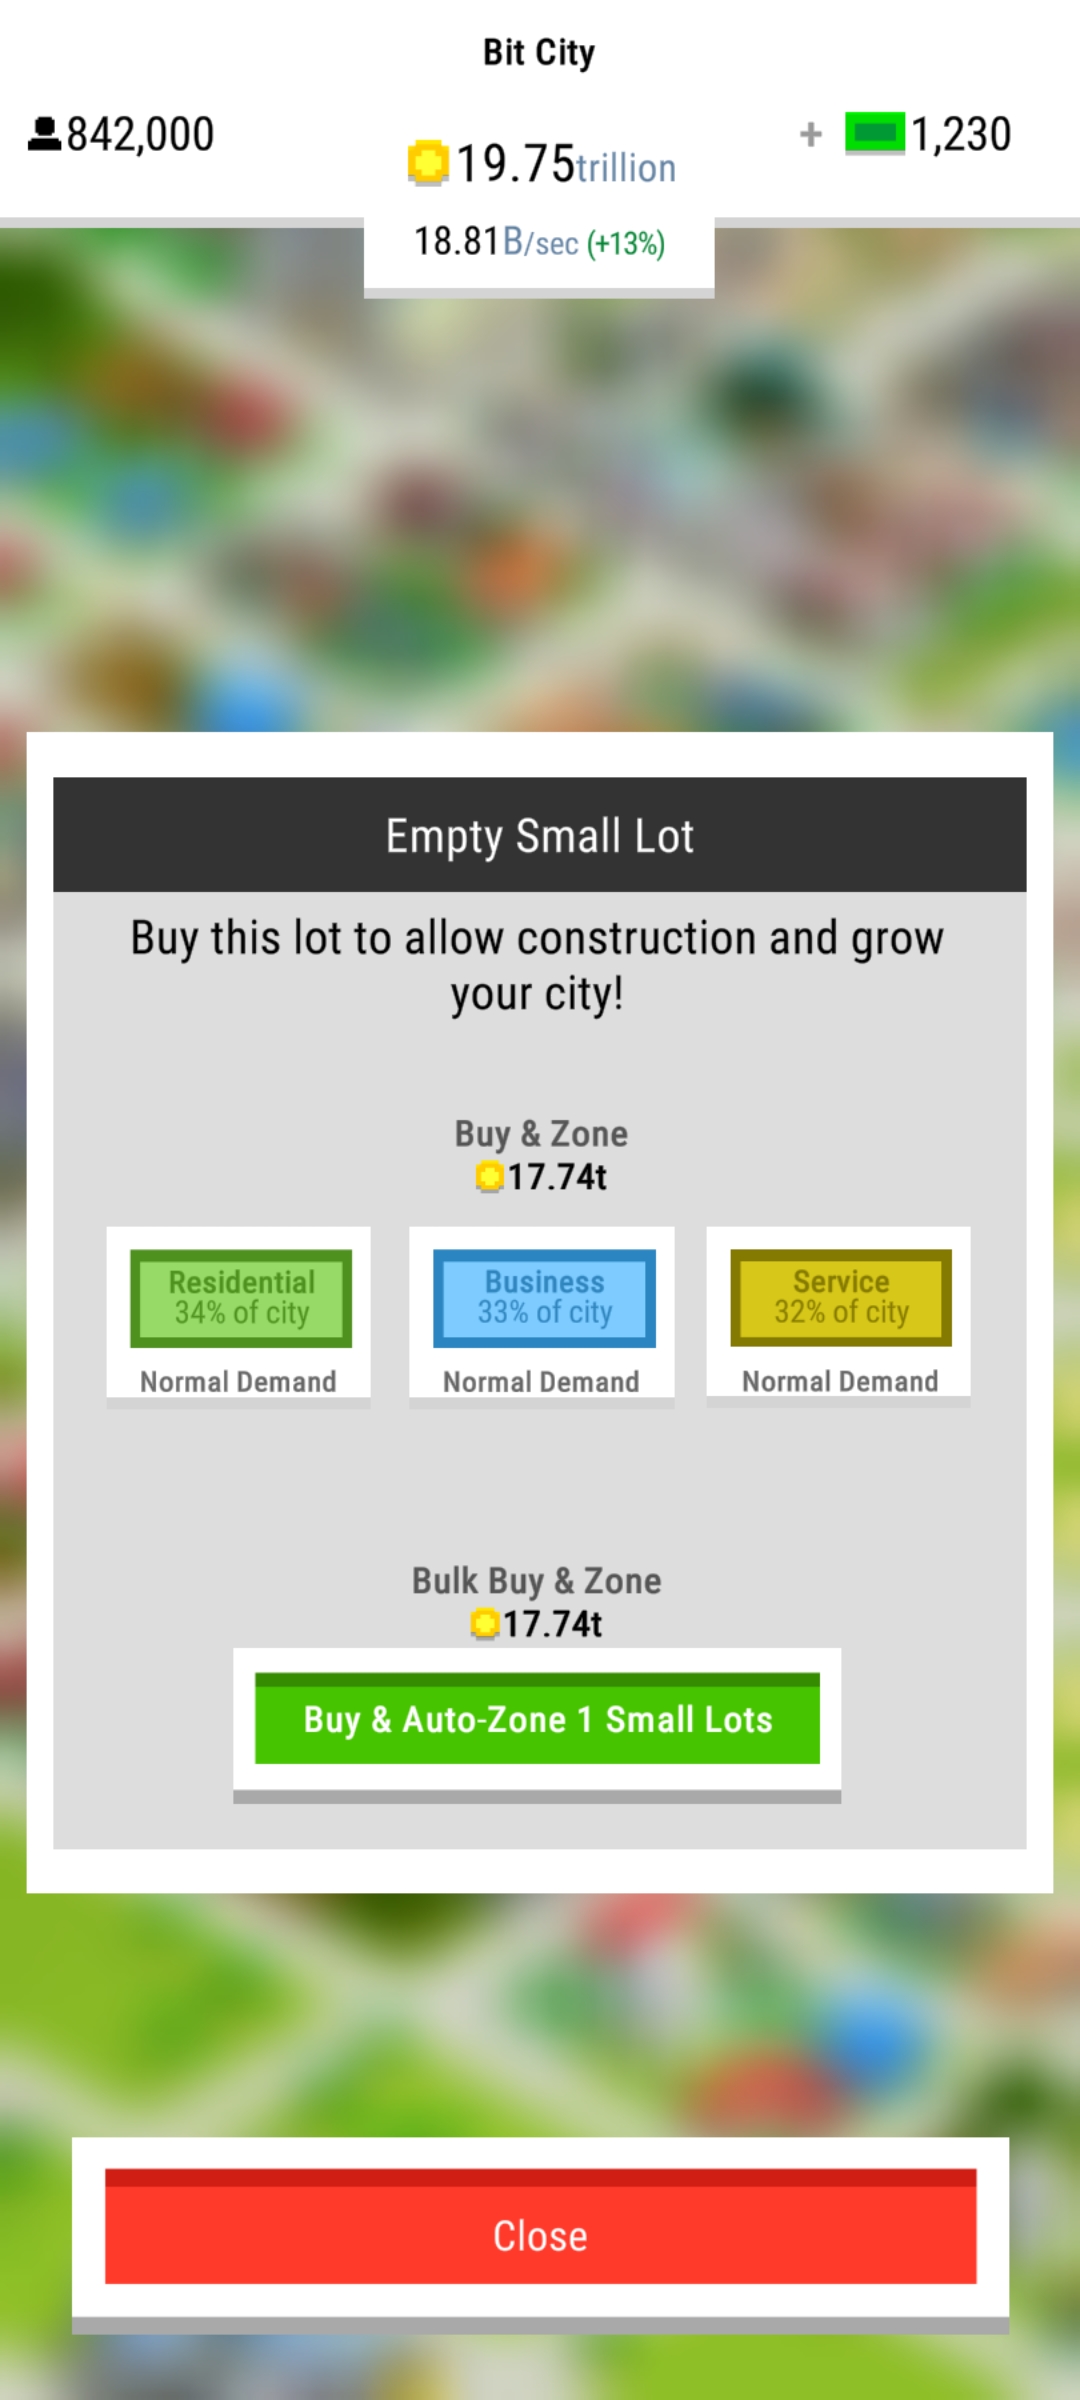 Bit City
842,000
+ 1,230
19.75trillion
18.81B/sec (+13%)
Empty Small Lot
Buy this lot to allow construction and grow
your city!
Buy & Zone
17.74t
Residential
34% of city
Normal Demand
Business
33% of city
Normal Demand
Service
32% of city
Normal Demand
Bulk Buy & Zone
17.74t
Buy & Auto-Zone 1 Small Lots
Close